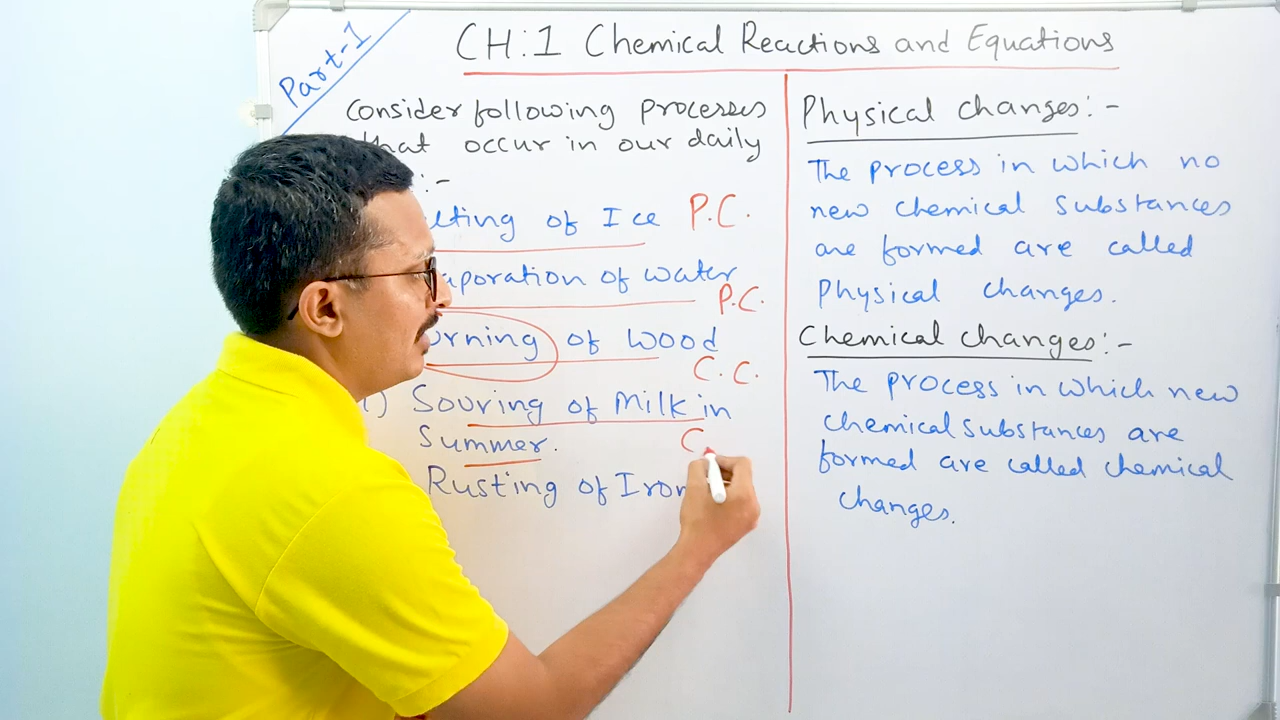 Part-1
CH:1 Chemical Reactions and Equations
Consider following processes
that occur in our daily
:-
lting of Ice P.C.
aporation of water
P.C.
urning of wood
C.C.
) Souring of Milk in
Summer.
C
Rusting of Iron
Physical changes:-
The process in which no
new chemical substances
are formed are called
Physical changes.
Chemical changes:-
The process in which new
chemical substances are
formed are called chemical
changes.